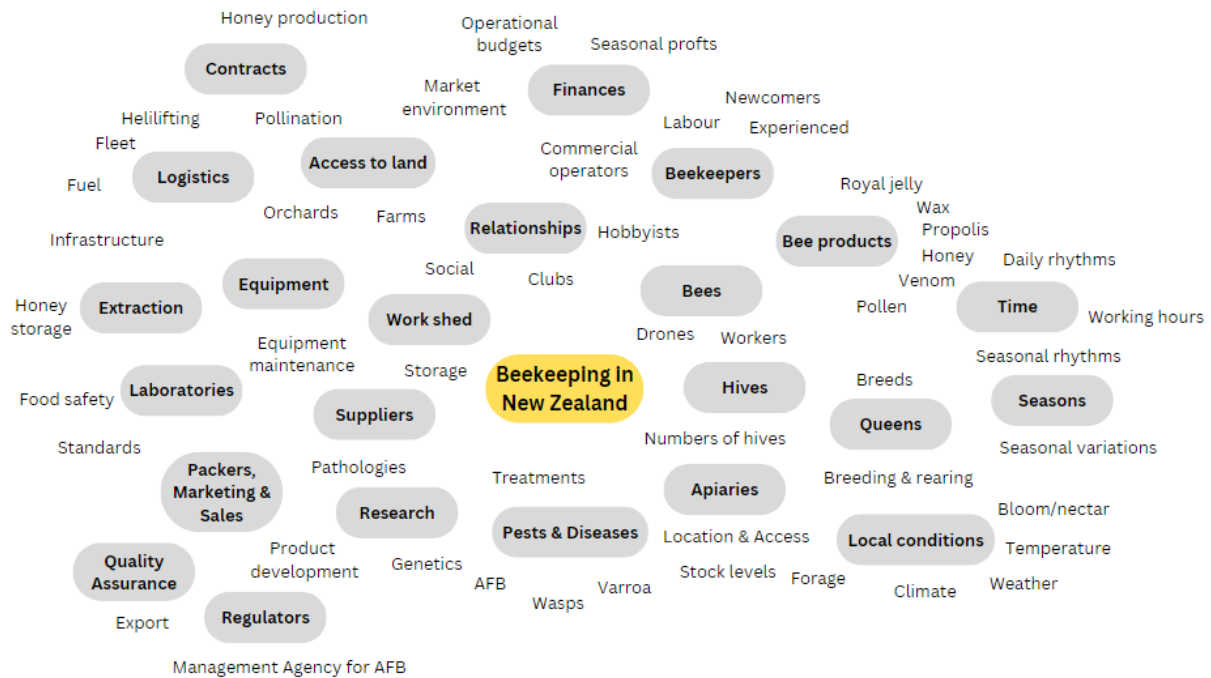 Honey production
Contracts
Operational
budgets
Seasonal profts
Finances
Market
environment
Newcomers
Labour
Experienced
Helilifting
Pollination
Fleet
Access to land
Commercial
operators
Beekeepers
Logistics
Fuel
Royal jelly
Wax
Propolis
Orchards
Farms
Relationships
Hobbyists
Bee products
Infrastructure
Honey
Daily rhythms
Social
Clubs
Venom
Equipment
Bees
Pollen
Time
Honey
storage
Extraction
Work shed
Working hours
Drones
Workers
Equipment
maintenance
Seasonal rhythms
Storage
Beekeeping in
New Zealand
Hives
Breeds
Laboratories
Food safety
Seasons
Suppliers
Queens
Numbers of hives
Standards
Seasonal variations
Pathologies
Packers,
Marketing &
Sales
Treatments
Apiaries
Breeding & rearing
Research
Bloom/nectar
Pests & Diseases
Location & Access
Local conditions
Temperature
Product
development
Quality
Assurance
Genetics
AFB
Varroa
Stock levels
Forage
Weather
Climate
Wasps
Export
Regulators
Management Agency for AFB